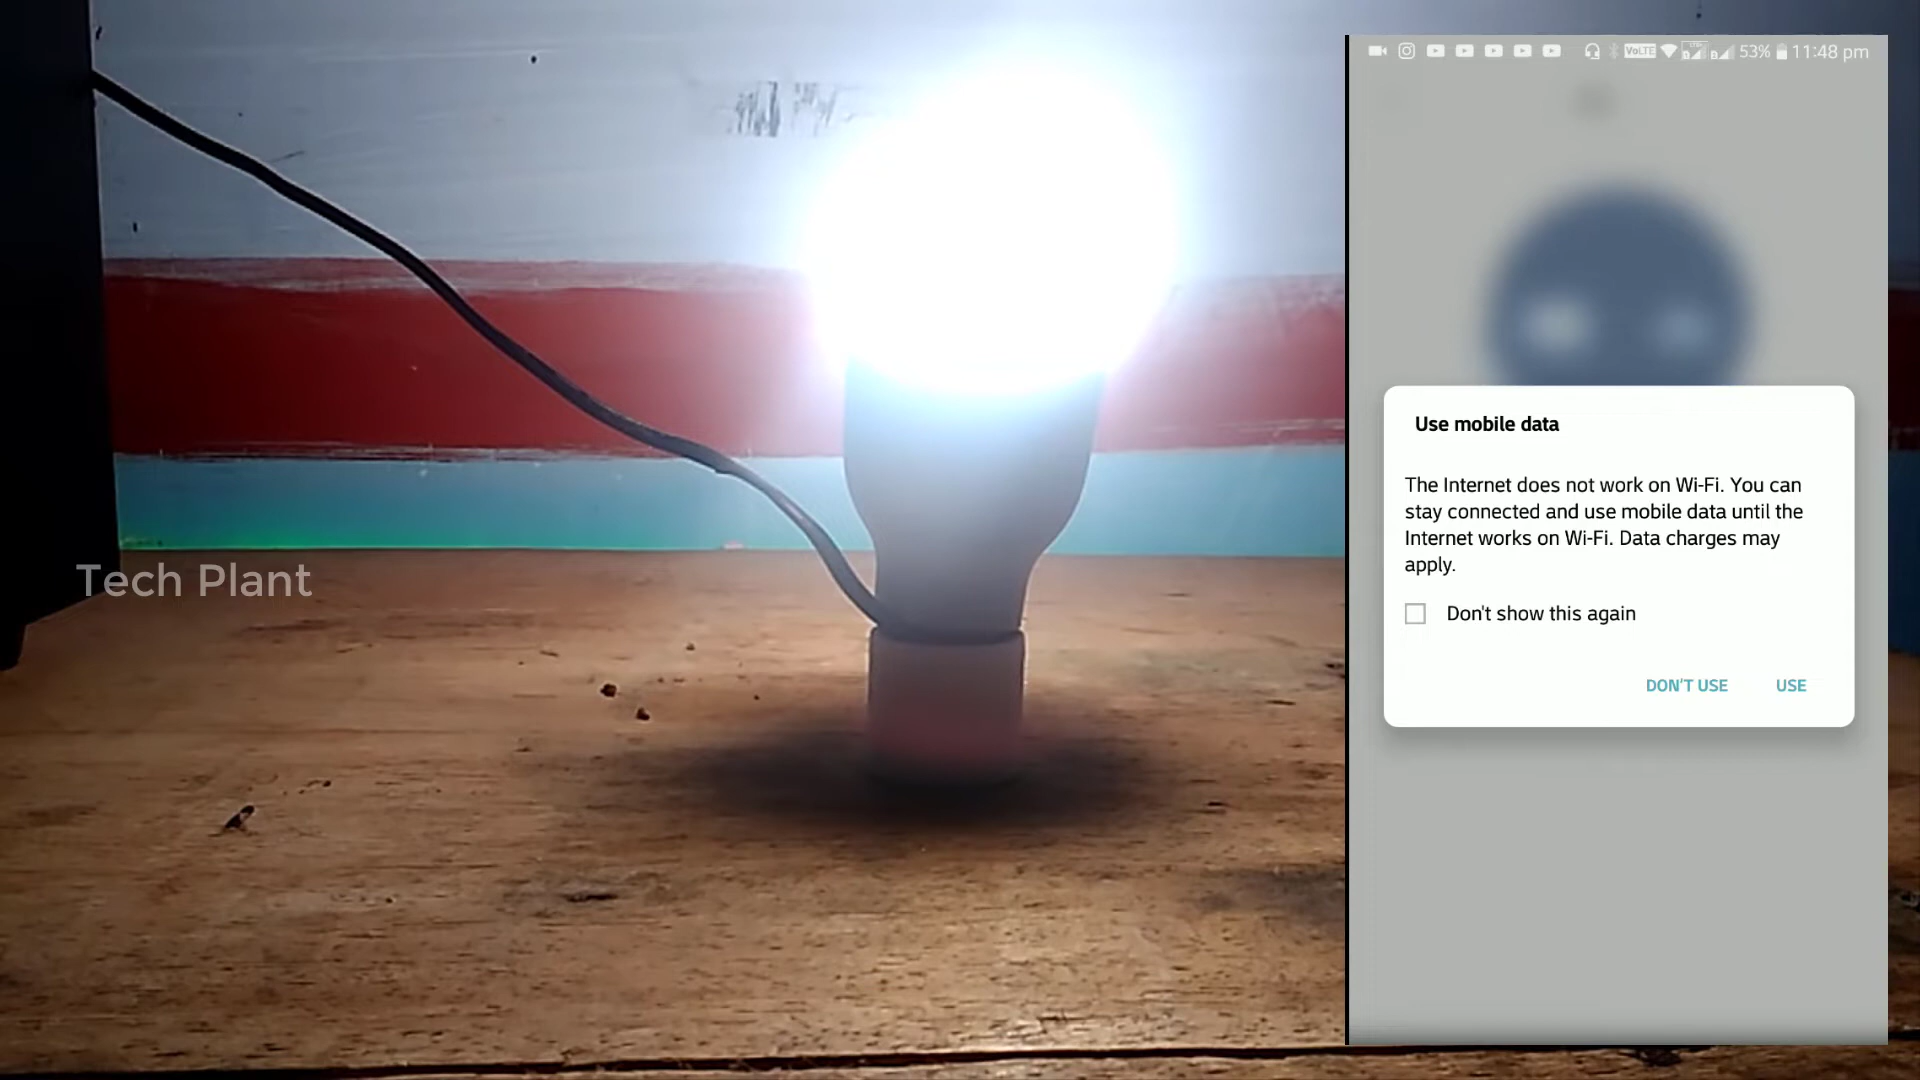 VoLTE 53% 11:48 pm
Use mobile data
The Internet does not work on Wi-Fi. You can
stay connected and use mobile data until the
Internet works on Wi-Fi. Data charges may
apply.
Don't show this again
DON'T USE USE
Tech Plant